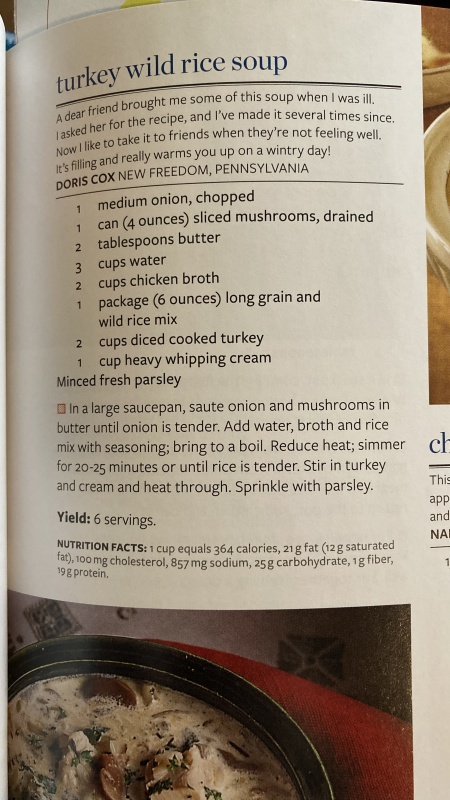 turkey wild rice soup
A dear friend brought me some of this soup when I was ill.
I asked her for the recipe, and I've made it several times since.
Now I like to take it to friends when they're not feeling well.
It's filling and really warms you up on a wintry day!
DORIS COX NEW FREEDOM, PENNSYLVANIA
1 medium onion, chopped
1 can (4 ounces) sliced mushrooms, drained
2 tablespoons butter
3 cups water
2 cups chicken broth
1 package (6 ounces) long grain and
wild rice mix
2 cups diced cooked turkey
1 cup heavy whipping cream
Minced fresh parsley
In a large saucepan, saute onion and mushrooms in
butter until onion is tender. Add water, broth and rice
mix with seasoning; bring to a boil. Reduce heat; simmer
for 20-25 minutes or until rice is tender. Stir in turkey
and cream and heat through. Sprinkle with parsley.
Yield: 6 servings.
NUTRITION FACTS: 1 cup equals 364 calories, 21 g fat (12 g saturated
fat), 100 mg cholesterol, 857 mg sodium, 25 g carbohydrate, 1 g fiber,
19 g protein.
ch
This
app
and
NA
1